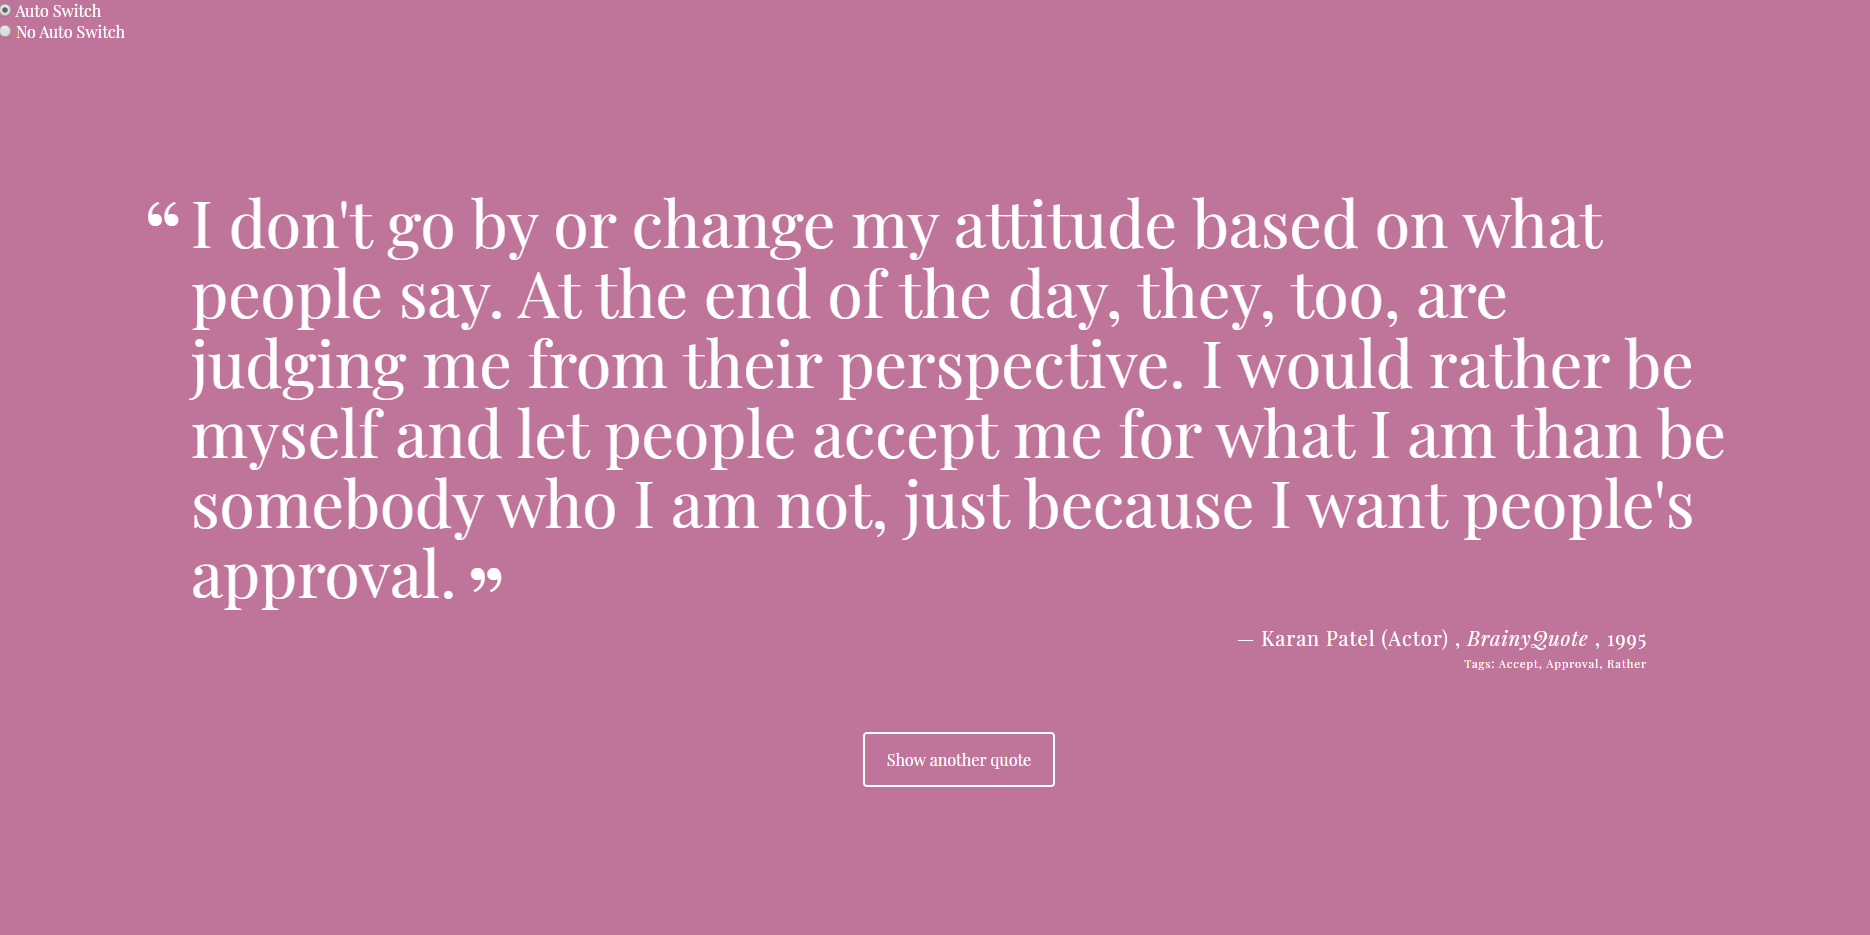 Auto Switch
No Auto Switch
“ I don't go by or change my attitude based on what
people say. At the end of the day, they, too, are
judging me from their perspective. I would rather be
myself and let people accept me for what I am than be
somebody who I am not, just because I want people's
approval. ”
— Karan Patel (Actor) , BrainyQuote , 1995
Tags: Accept, Approval, Rather
Show another quote